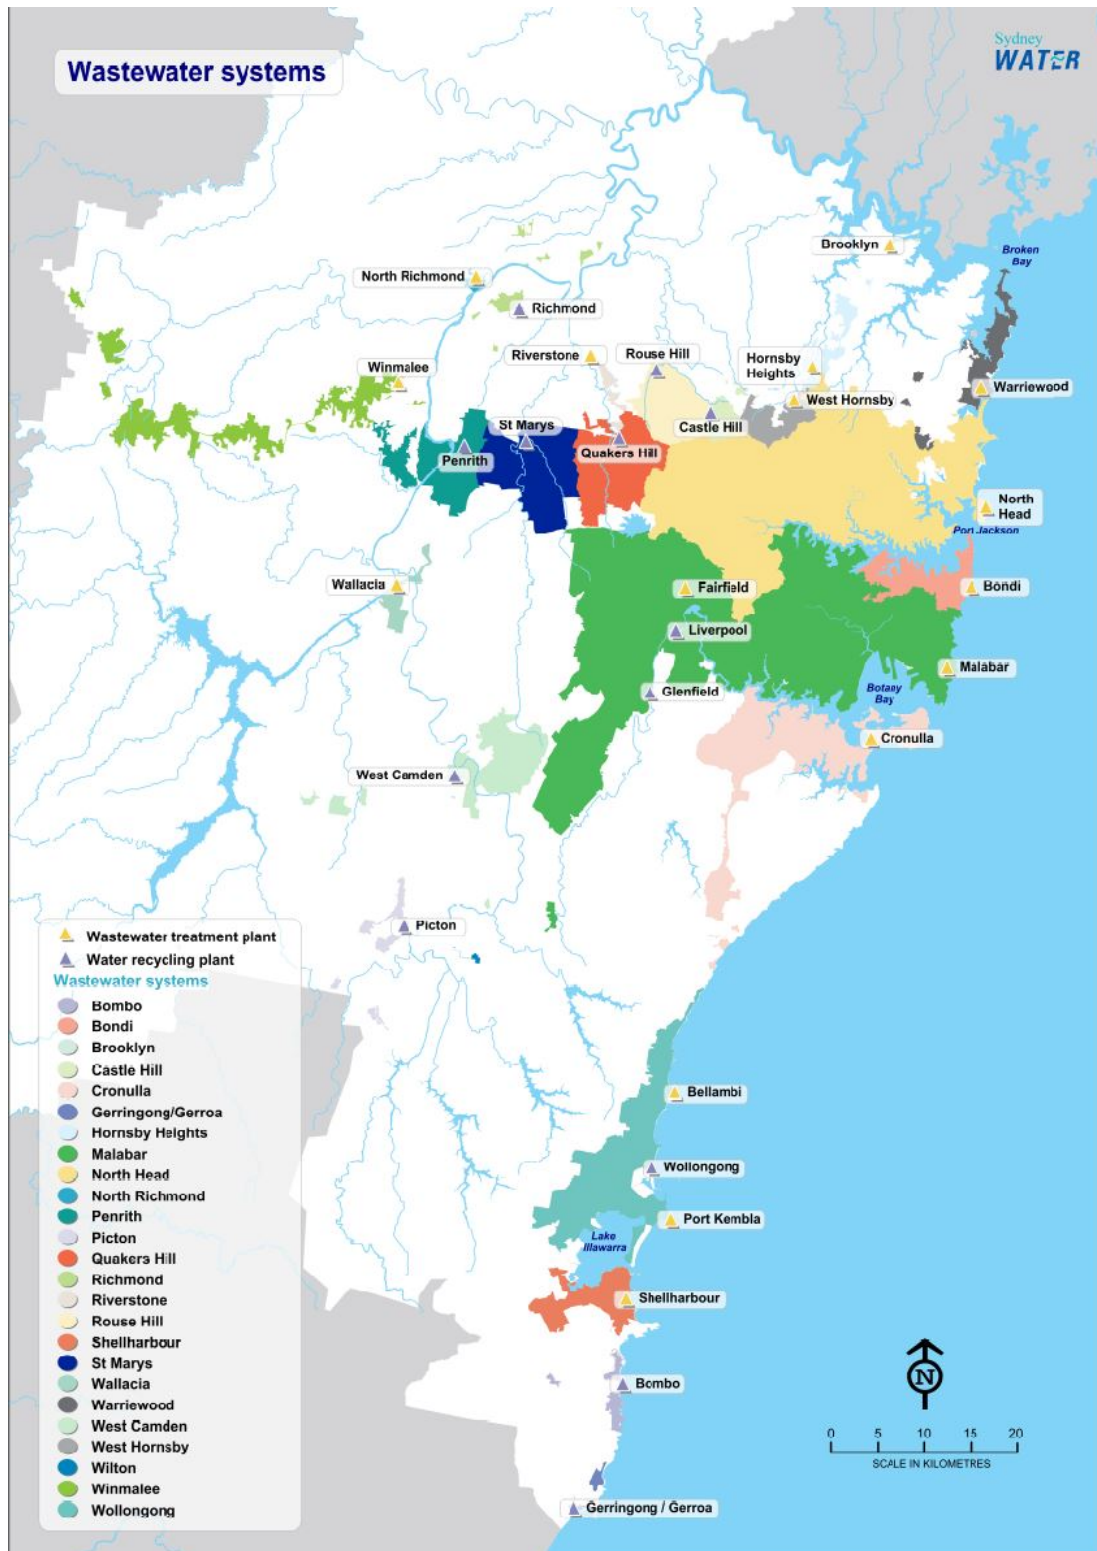 Wastewater systems
Sydney
WATER
Brooklyn
Broken
Bay
North Richmond
Richmond
Riverstone
Rouse Hill
Hornsby
Heights
Winmalee
Warriewood
West Hornsby
St Marys
Castle Hill
Penrith
Quakers Hill
North
Head
Port Jackson
Wallacia
Fairfield
Bondi
Liverpool
Malabar
Glenfield
Botany
Bay
Cronulla
West Camden
Picton
Wastewater treatment plant
Water recycling plant
Wastewater systems
Bombo
Bondi
Brooklyn
Castle Hill
Cronulla
Gerringong/Gerroa
Hornsby Heights
Malabar
North Head
North Richmond
Penrith
Picton
Quakers Hill
Richmond
Riverstone
Rouse Hill
Shellharbour
St Marys
Wallacia
Warriewood
West Camden
West Hornsby
Wilton
Winmalee
Wollongong
Bellambi
Wollongong
Port Kembla
Lake
Illawarra
Shellharbour
Bombo
Gerringong / Gerroa
N
0 5 10 15 20
SCALE IN KILOMETRES